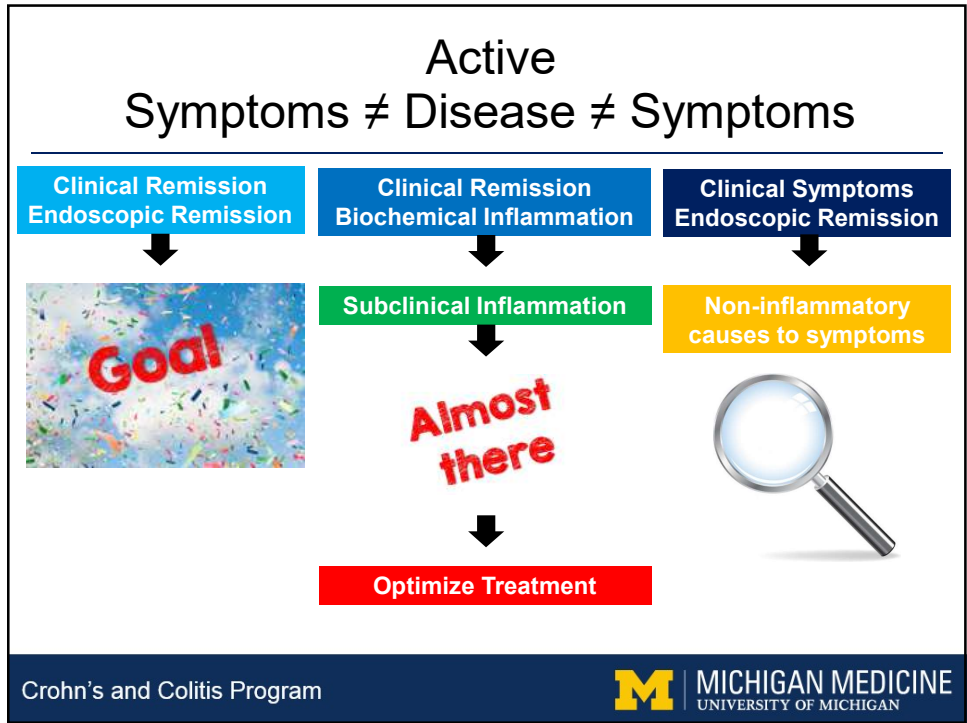 Active
Symptoms ≠ Disease ≠ Symptoms
Clinical Remission
Endoscopic Remission
Goal
Clinical Remission
Biochemical Inflammation
Subclinical Inflammation
Almost
there
Optimize Treatment
Clinical Symptoms
Endoscopic Remission
Non-inflammatory
causes to symptoms
Crohn's and Colitis Program
M
MICHIGAN MEDICINE
UNIVERSITY OF MICHIGAN